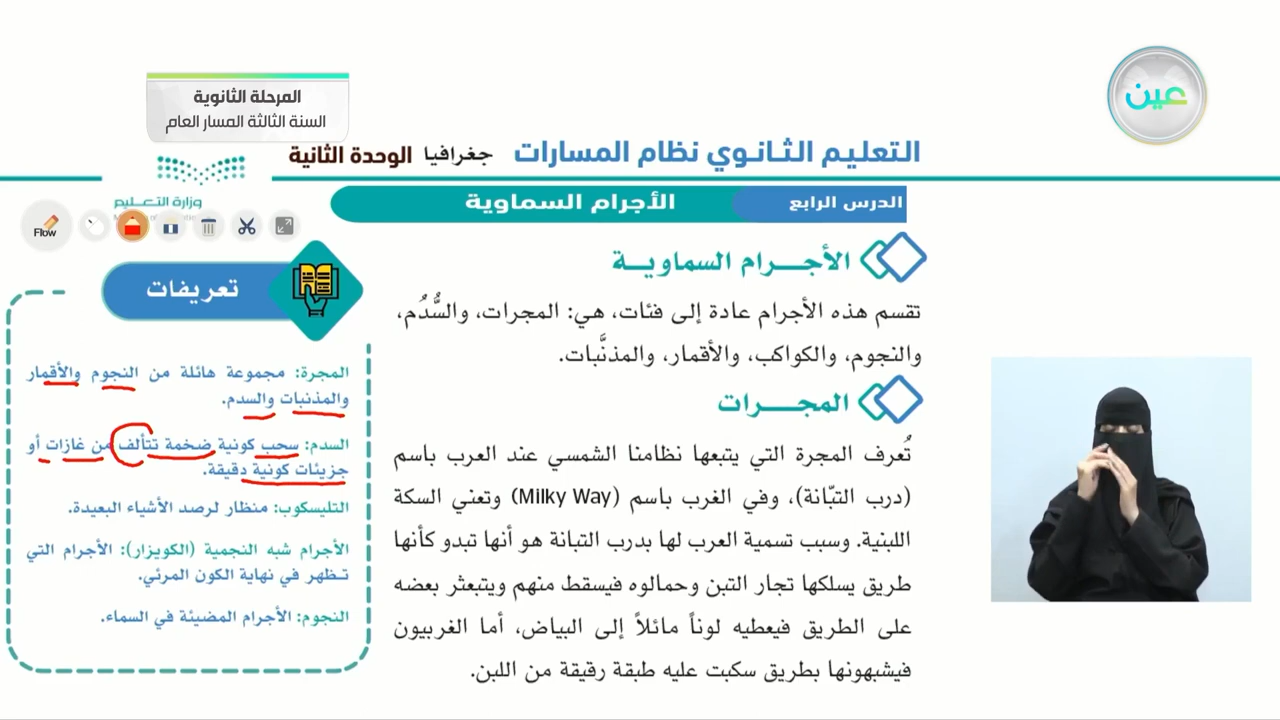 عين
المرحلة الثانوية
السنة الثالثة المسار العام
التعليم الثانوي نظام المسارات جغرافيا الوحدة الثانية
وزارة التعليم
الدرس الرابع الأجرام السماوية
Flow
الأجرام السماوية
تقسم هذه الأجرام عادة إلى فئات، هي: المجرات، والسُّدُم،
والنجوم، والكواكب، والأقمار، والمذنَّبات.
المجرات
تُعرف المجرة التي يتبعها نظامنا الشمسي عند العرب باسم
(درب التبّانة)، وفي الغرب باسم (Milky Way) وتعني السكة
اللبنية. وسبب تسمية العرب لها بدرب التبانة هو أنها تبدو كأنها
طريق يسلكها تجار التبن وحمالوه فيسقط منهم ويتبعثر بعضه
على الطريق فيعطيه لوناً مائلاً إلى البياض، أما الغربيون
فيشبهونها بطريق سكبت عليه طبقة رقيقة من اللبن.
تعريفات
المجرة: مجموعة هائلة من النجوم والأقمار
والمذنبات والسدم.
السدم: سحب كونية ضخمة تتألف من غازات أو
جزيئات كونية دقيقة.
التليسكوب: منظار لرصد الأشياء البعيدة.
الأجرام شبه النجمية (الكويزار): الأجرام التي
تظهر في نهاية الكون المرئي.
النجوم: الأجرام المضيئة في السماء.